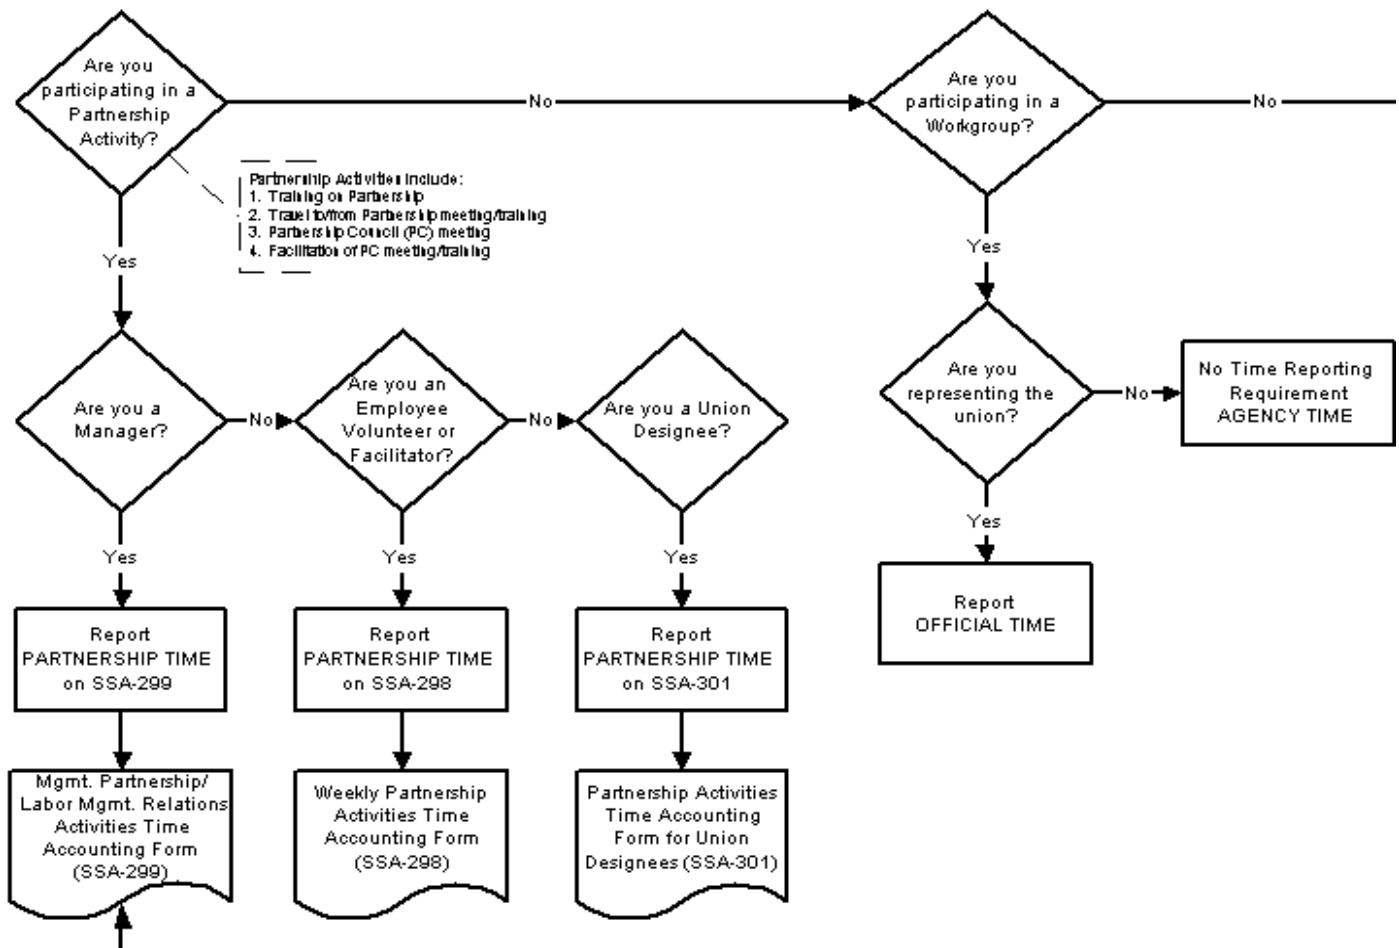 Are you
participating in a
Partnership
Activity?
No
Are you
participating in a
Workgroup?
No
Partnership Activities include:
1. Training on Partnership
2. Travel to/from Partnership meeting/training
3. Partnership Council (PC) meeting
4. Facilitation of PC meeting/training
Yes
Yes
Are you a
Manager?
No
Are you an
Employee
Volunteer or
Facilitator?
No
Are you a Union
Designee?
Are you
representing the
union?
No
No Time Reporting
Requirement
AGENCY TIME
Yes
Yes
Yes
Yes
Report
PARTNERSHIP TIME
on SSA-299
Report
PARTNERSHIP TIME
on SSA-298
Report
PARTNERSHIP TIME
on SSA-301
Report
OFFICIAL TIME
Mgmt. Partnership/
Labor Mgmt. Relations
Activities Time
Accounting Form
(SSA-299)
Weekly Partnership
Activities Time
Accounting Form
(SSA-298)
Partnership Activities
Time Accounting
Form for Union
Designees (SSA-301)